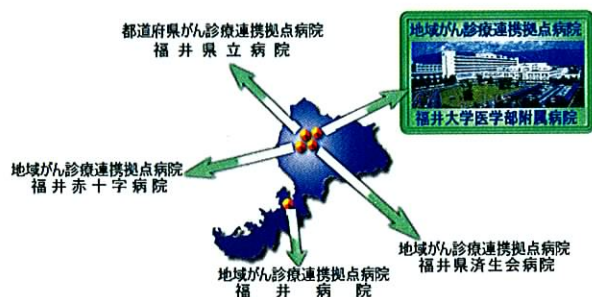 都道府県がん診療連携拠点病院
福井県立病院
地域がん診療連携拠点病院
福井大学医学部附属病院
地域がん診療連携拠点病院
福井赤十字病院
地域がん診療連携拠点病院
福井県済生会病院
地域がん診療連携拠点病院
福井病院